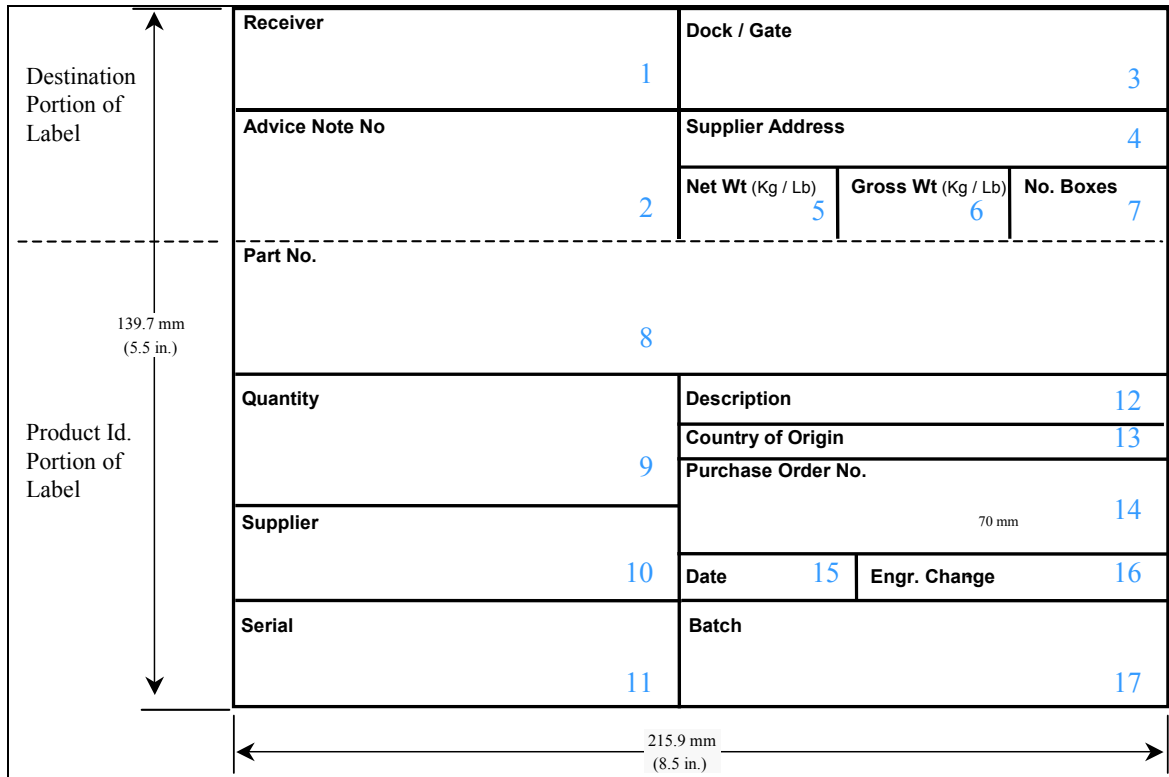 Receiver
1
Dock / Gate
3
Destination
Portion of
Label
Advice Note No
2
Supplier Address
4
Net Wt (Kg / Lb)
5
Gross Wt (Kg / Lb)
6
No. Boxes
7
Part No.
8
139.7 mm
(5.5 in.)
Product Id.
Portion of
Label
Quantity
9
Description
12
Country of Origin
13
Purchase Order No.
14
70 mm
Supplier
10
Date
15
Engr. Change
16
Serial
11
Batch
17
215.9 mm
(8.5 in.)